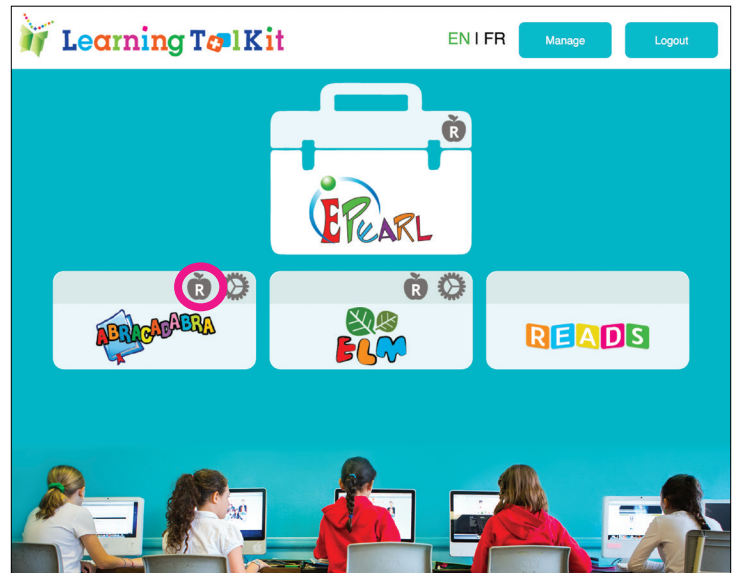 Learning ToolKit
EN | FR
Manage
Logout
R
EPEARL
R
R
ABRACADABRA
ELM
READS